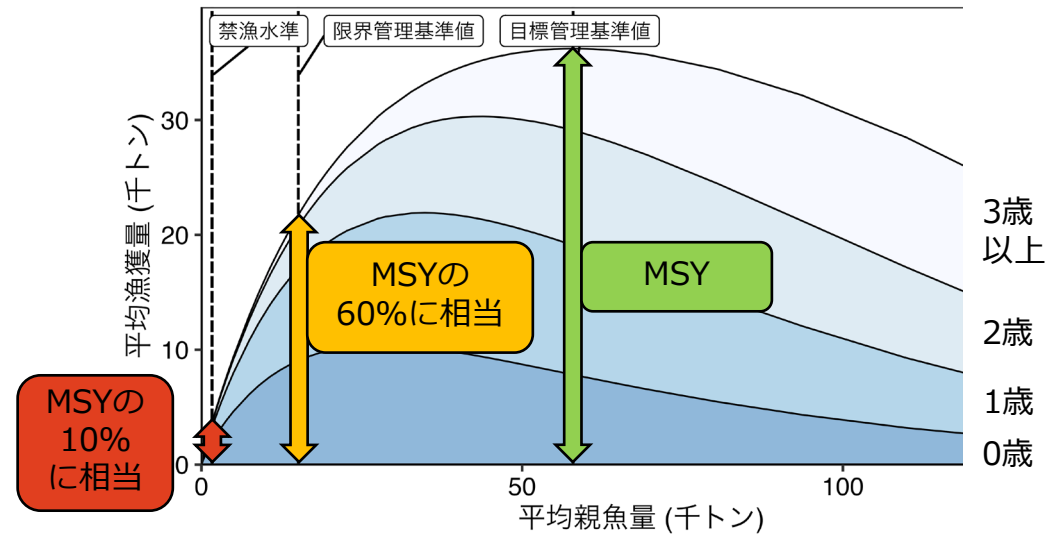 禁漁水準
限界管理基準値
目標管理基準値
平均漁獲量 (千トン)
30
20
10
0
MSYの
10%
に相当
MSYの
60%に相当
MSY
3歳
以上
2歳
1歳
0歳
0
50
100
平均親魚量 (千トン)